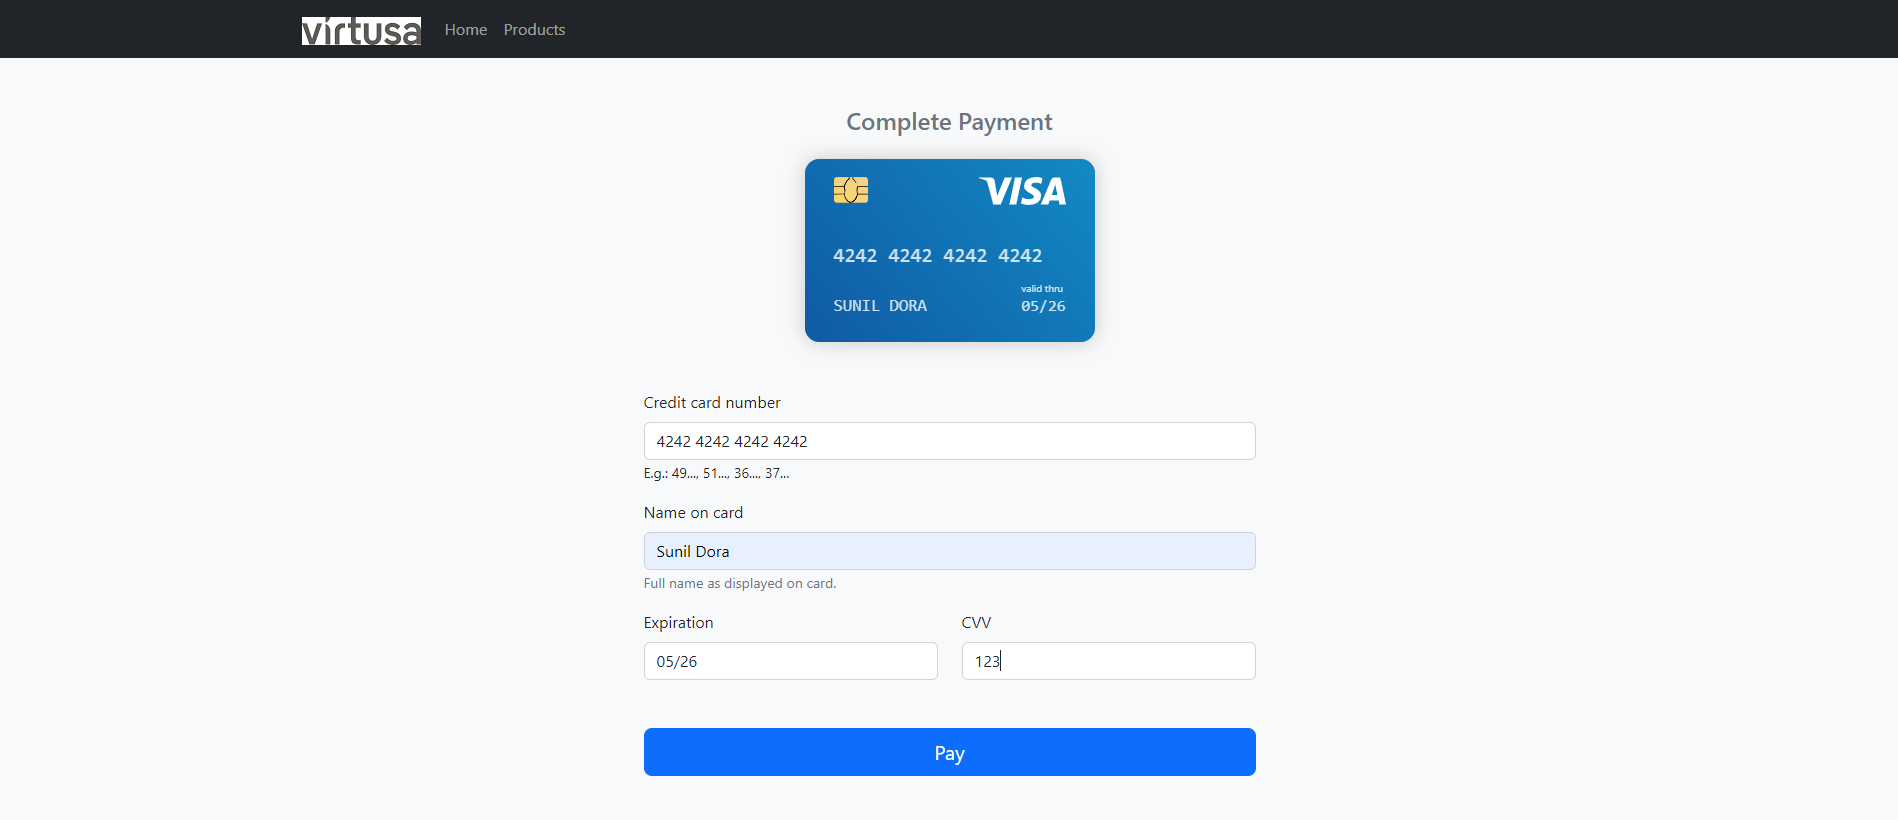 virtusa Home Products
Complete Payment
VISA
4242 4242 4242 4242
valid thru
SUNIL DORA 05/26
Credit card number
4242 4242 4242 4242
E.g.: 49..., 51..., 36..., 37...
Name on card
Sunil Dora
Full name as displayed on card.
Expiration CVV
05/26 123
Pay